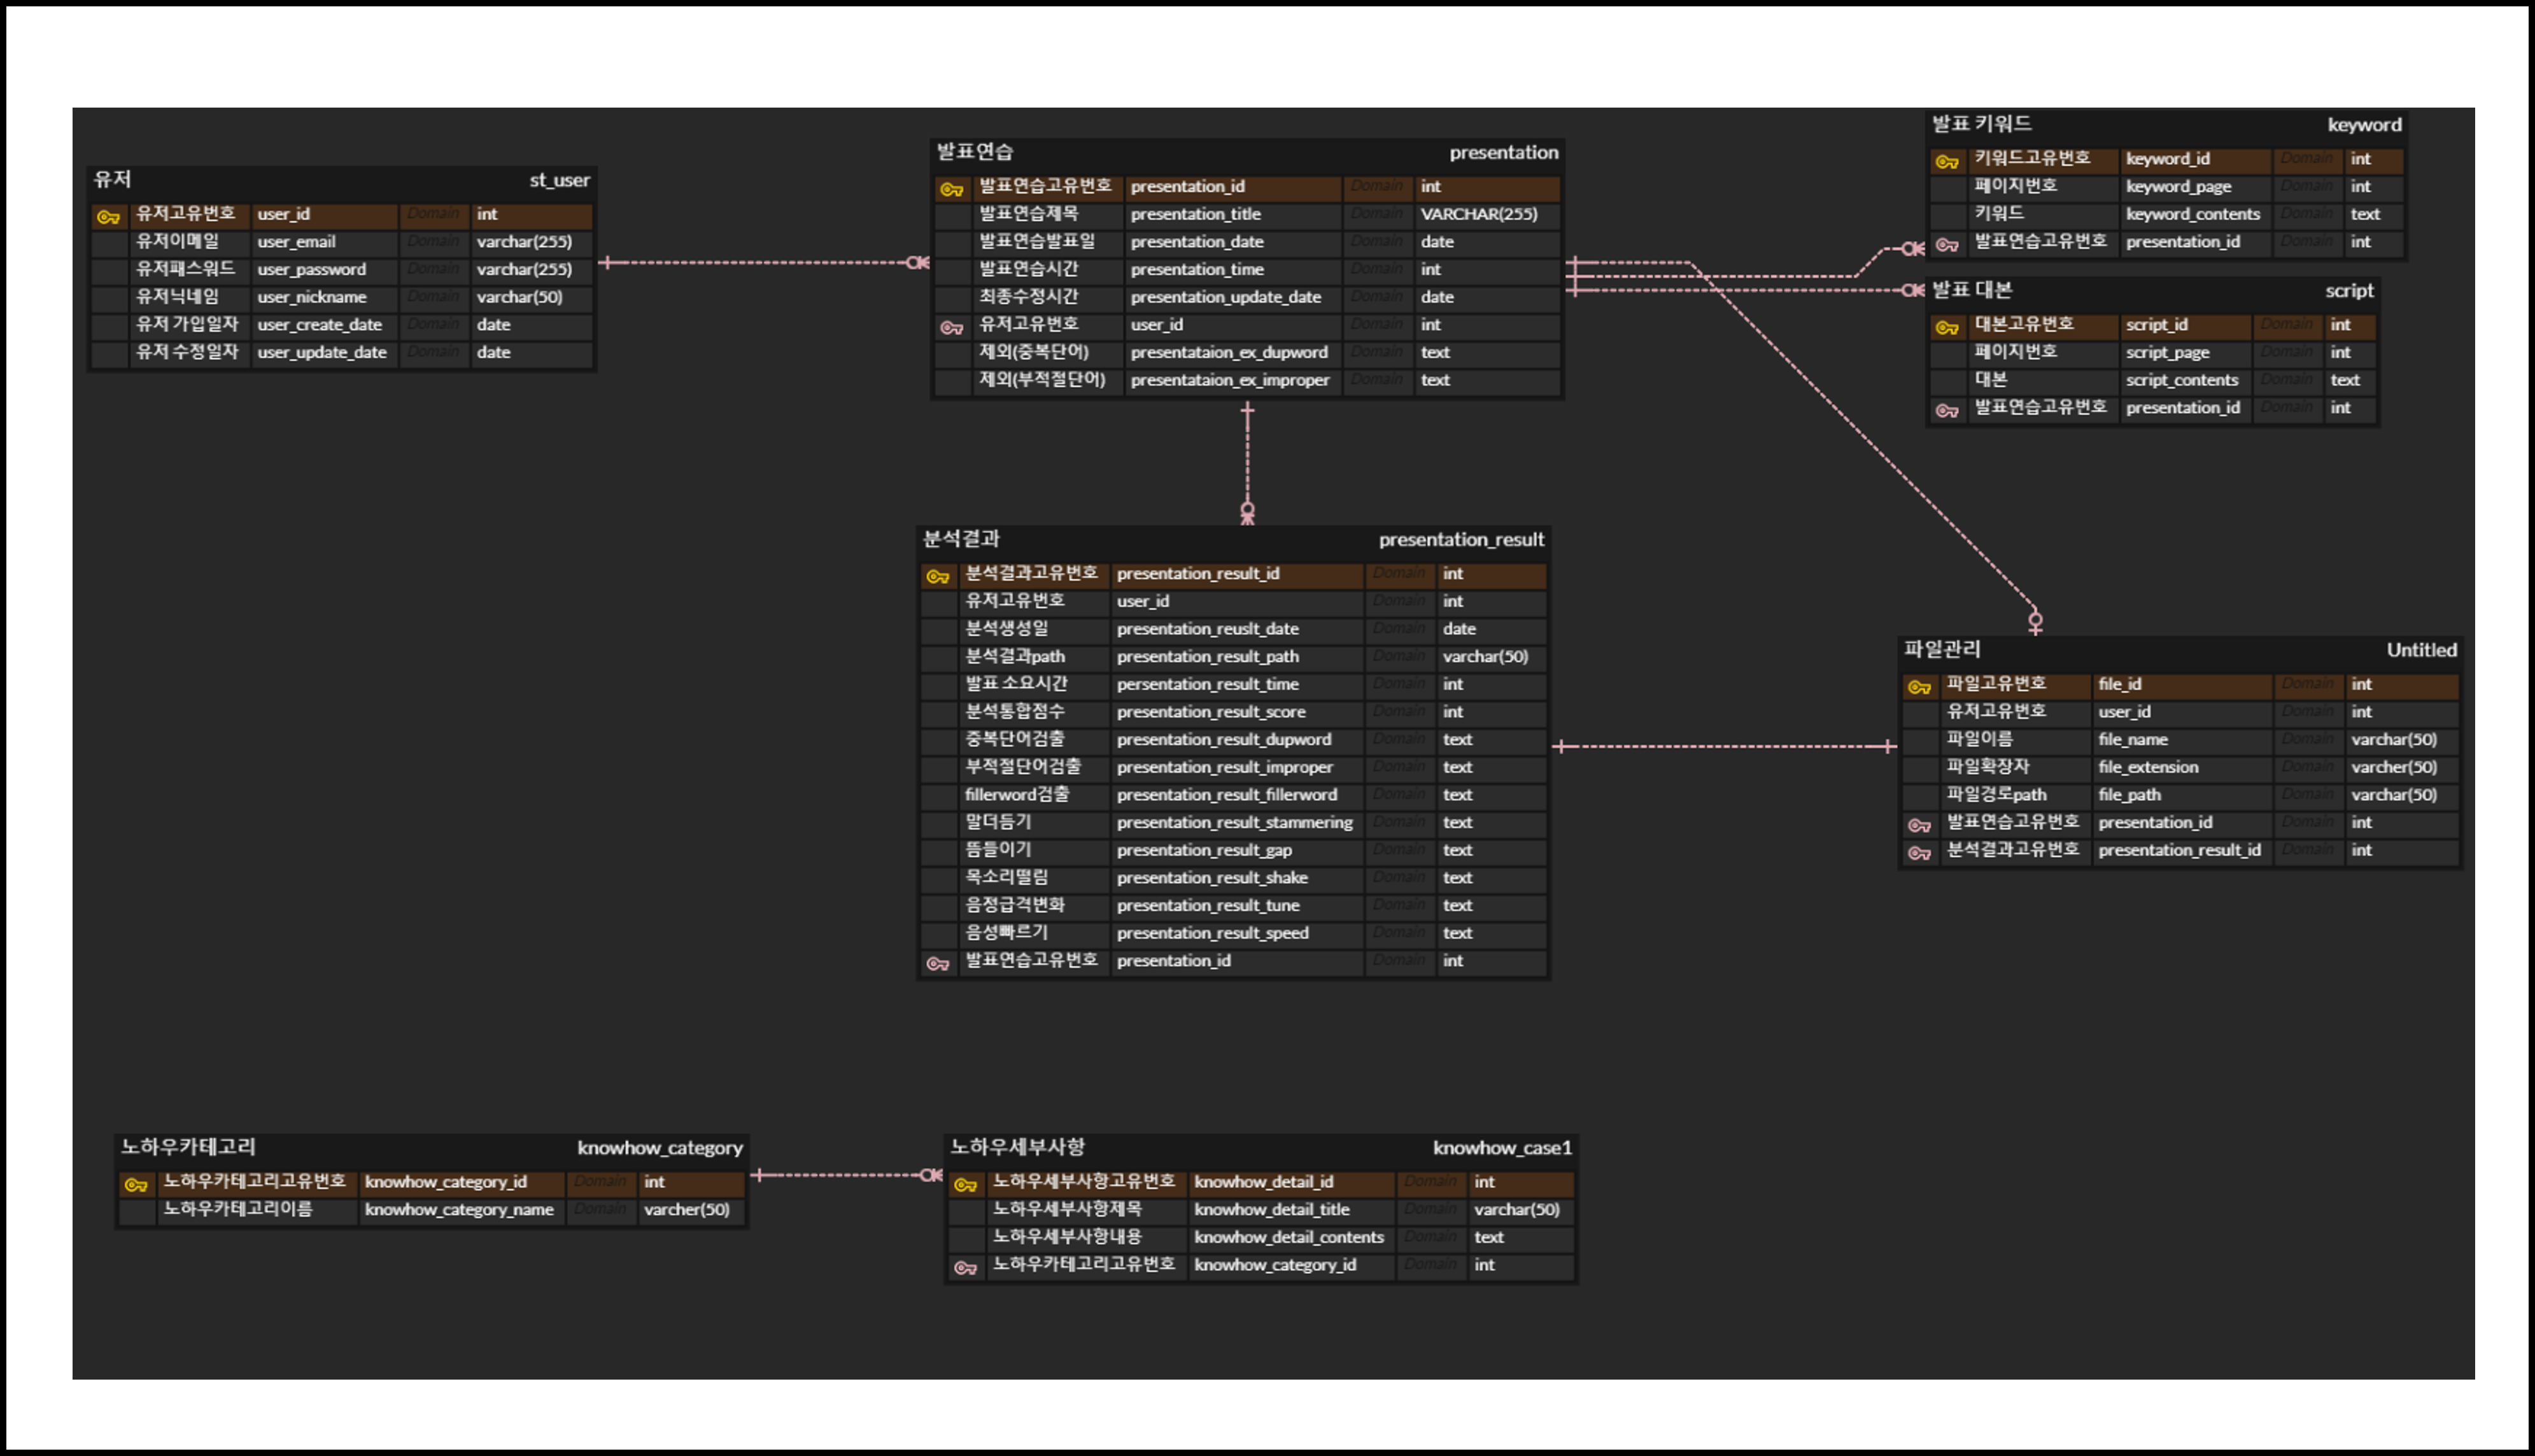 유저 st_user
유저고유번호 user_id Domain int
유저이메일 user_email Domain varchar(255)
유저패스워드 user_password Domain varchar(255)
유저닉네임 user_nickname Domain varchar(50)
유저 가입일자 user_create_date Domain date
유저 수정일자 user_update_date Domain date
발표연습 presentation
발표연습고유번호 presentation_id Domain int
발표연습제목 presentation_title Domain VARCHAR(255)
발표연습발표일 presentation_date Domain date
발표연습시간 presentation_time Domain int
최종수정시간 presentation_update_date Domain date
유저고유번호 user_id Domain int
제외(중복단어) presentataion_ex_dupword Domain text
제외(부적절단어) presentataion_ex_improper Domain text
발표 키워드 keyword
키워드고유번호 keyword_id Domain int
페이지번호 keyword_page Domain int
키워드 keyword_contents Domain text
발표연습고유번호 presentation_id Domain int
발표 대본 script
대본고유번호 script_id Domain int
페이지번호 script_page Domain int
대본 script_contents Domain text
발표연습고유번호 presentation_id Domain int
분석결과 presentation_result
분석결과고유번호 presentation_result_id Domain int
유저고유번호 user_id Domain int
분석생성일 presentation_reuslt_date Domain date
분석결과path presentation_result_path Domain varchar(50)
발표 소요시간 persentation_result_time Domain int
분석통합점수 presentation_result_score Domain int
중복단어검출 presentation_result_dupword Domain text
부적절단어검출 presentation_result_improper Domain text
fillerword검출 presentation_result_fillerword Domain text
말더듬기 presentation_result_stammering Domain text
뜸들이기 presentation_result_gap Domain text
목소리떨림 presentation_result_shake Domain text
음정급격변화 presentation_result_tune Domain text
음성빠르기 presentation_result_speed Domain text
발표연습고유번호 presentation_id Domain int
파일관리 Untitled
파일고유번호 file_id Domain int
유저고유번호 user_id Domain int
파일이름 file_name Domain varchar(50)
파일확장자 file_extension Domain varcher(50)
파일경로path file_path Domain varchar(50)
발표연습고유번호 presentation_id Domain int
분석결과고유번호 presentation_result_id Domain int
노하우카테고리 knowhow_category
노하우카테고리고유번호 knowhow_category_id Domain int
노하우카테고리이름 knowhow_category_name Domain varcher(50)
노하우세부사항 knowhow_case1
노하우세부사항고유번호 knowhow_detail_id Domain int
노하우세부사항제목 knowhow_detail_title Domain varchar(50)
노하우세부사항내용 knowhow_detail_contents Domain text
노하우카테고리고유번호 knowhow_category_id Domain int